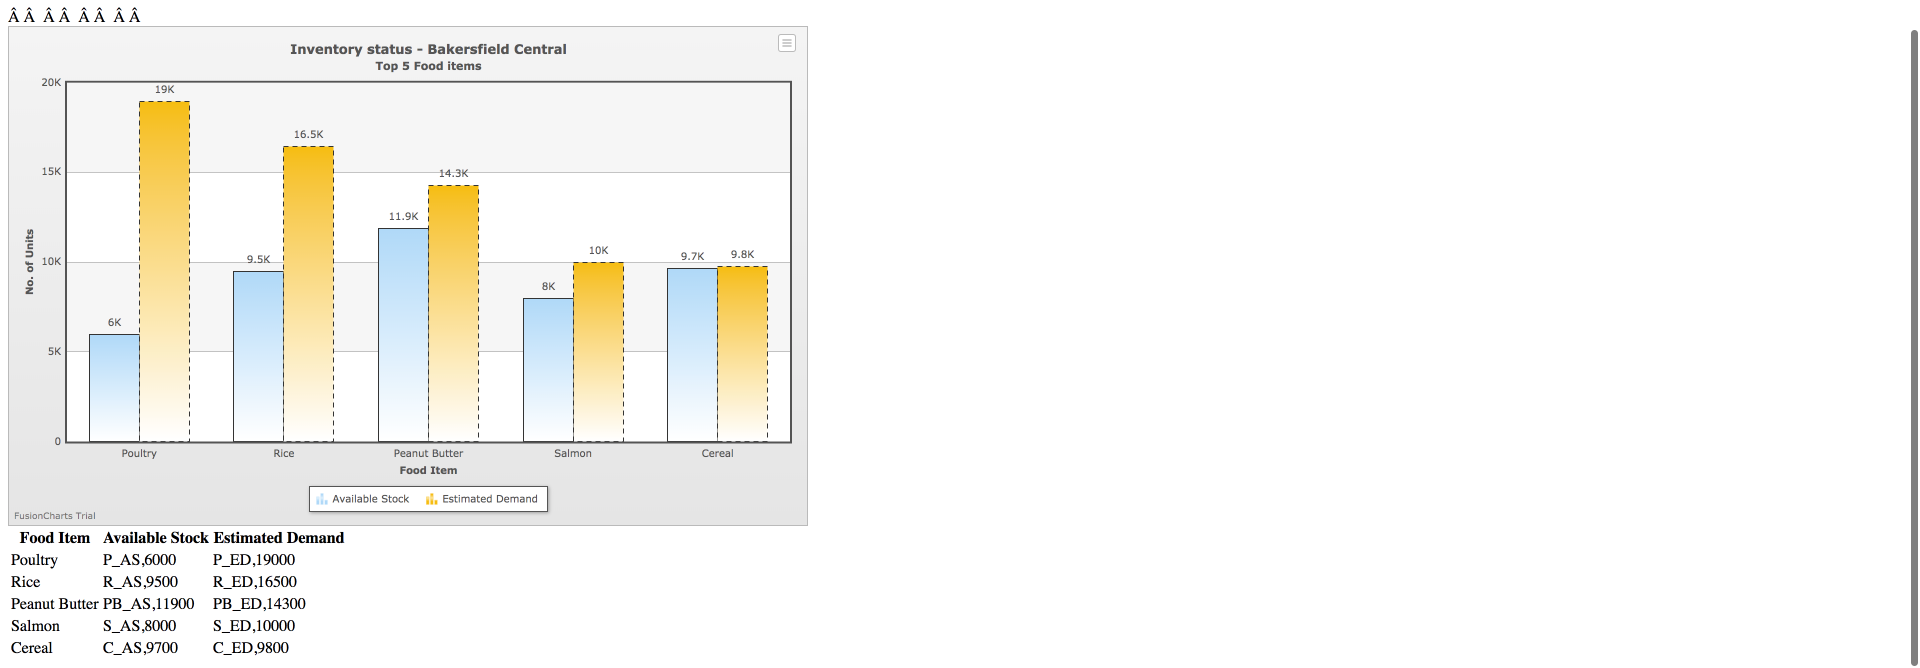 Â Â  Â Â  Â Â  Â Â
Inventory status - Bakersfield Central
Top 5 Food items
20K
15K
10K
5K
0
No. of Units
6K
19K
9.5K
16.5K
11.9K
14.3K
8K
10K
9.7K
9.8K
Poultry Rice Peanut Butter Salmon Cereal
Food Item
Available Stock Estimated Demand
FusionCharts Trial
Food Item Available Stock Estimated Demand
Poultry P_AS,6000 P_ED,19000
Rice R_AS,9500 R_ED,16500
Peanut Butter PB_AS,11900 PB_ED,14300
Salmon S_AS,8000 S_ED,10000
Cereal C_AS,9700 C_ED,9800